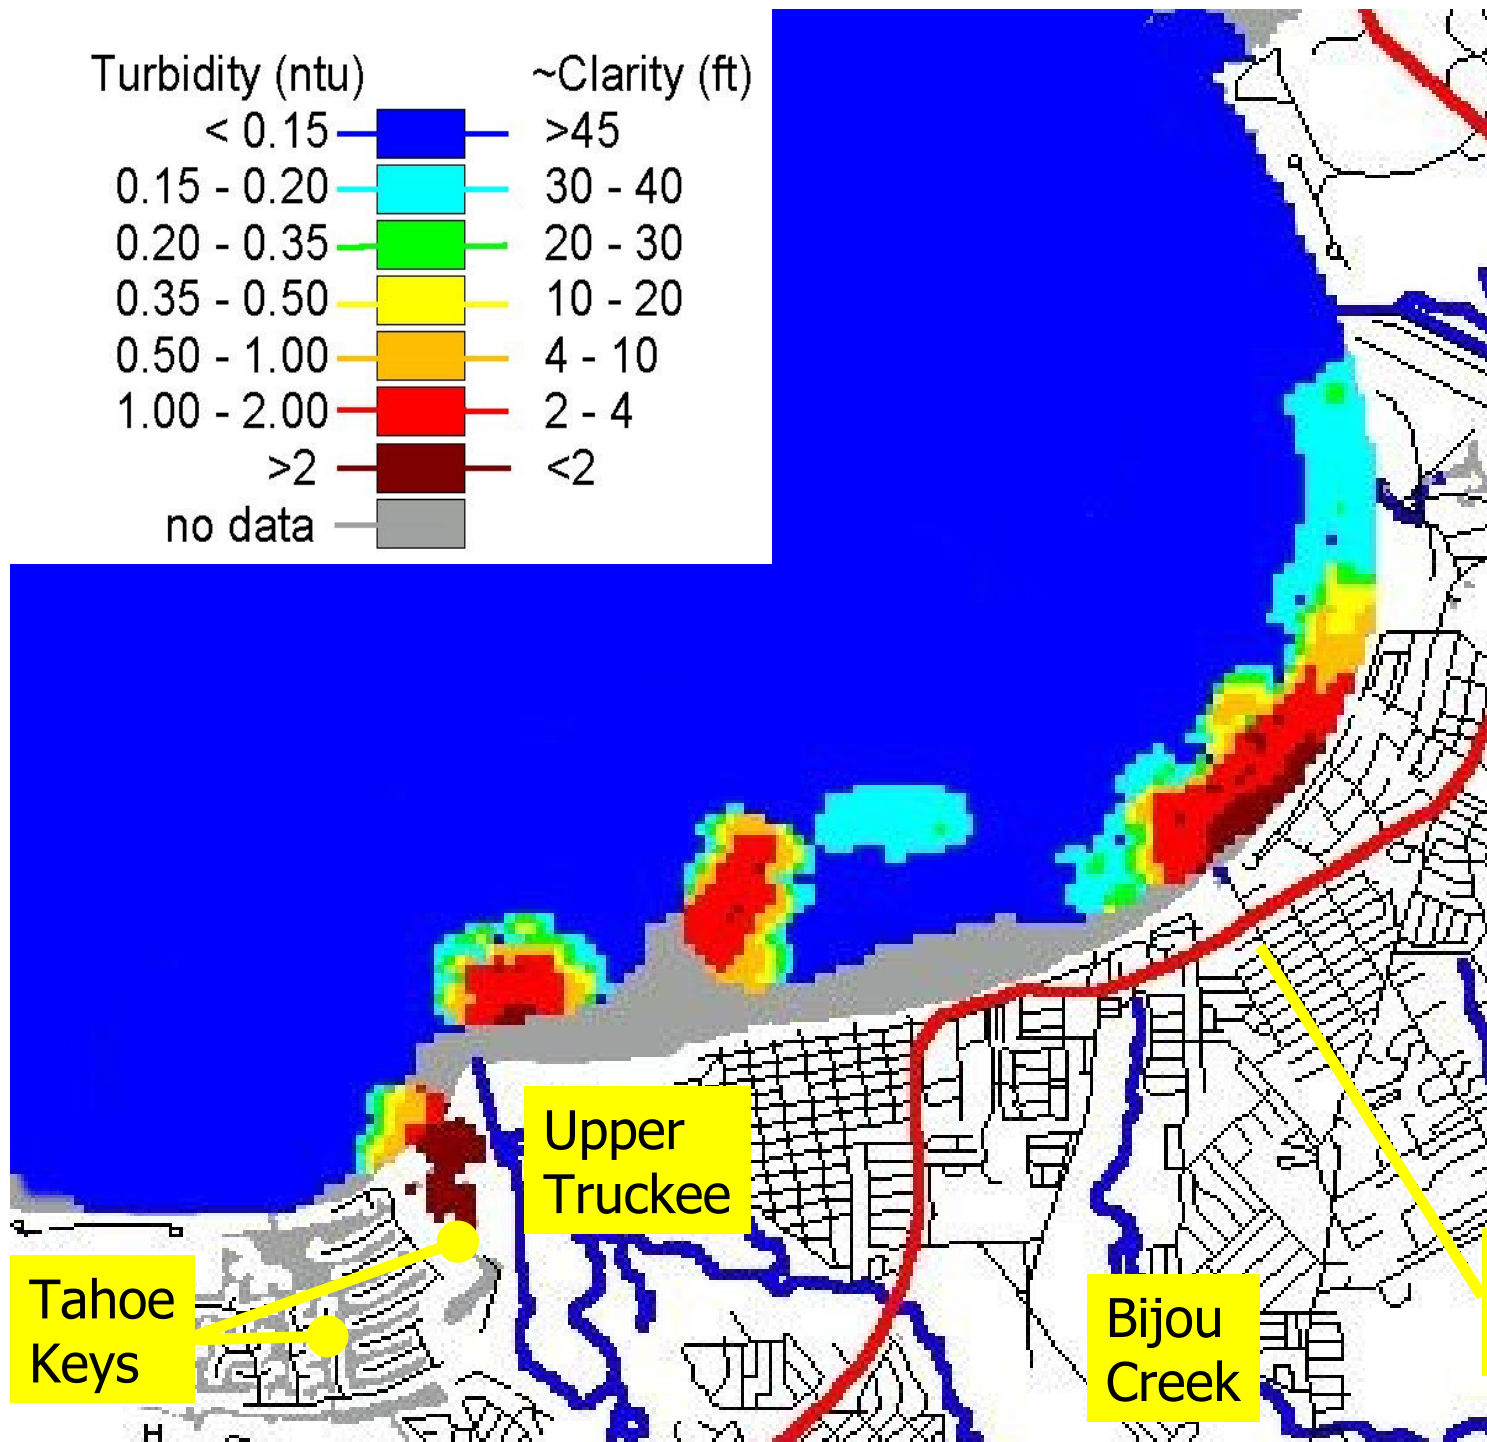 Turbidity (ntu) ~Clarity (ft)
< 0.15 >45
0.15 - 0.20 30 - 40
0.20 - 0.35 20 - 30
0.35 - 0.50 10 - 20
0.50 - 1.00 4 - 10
1.00 - 2.00 2 - 4
>2 <2
no data
Upper
Truckee
Tahoe
Keys
Bijou
Creek